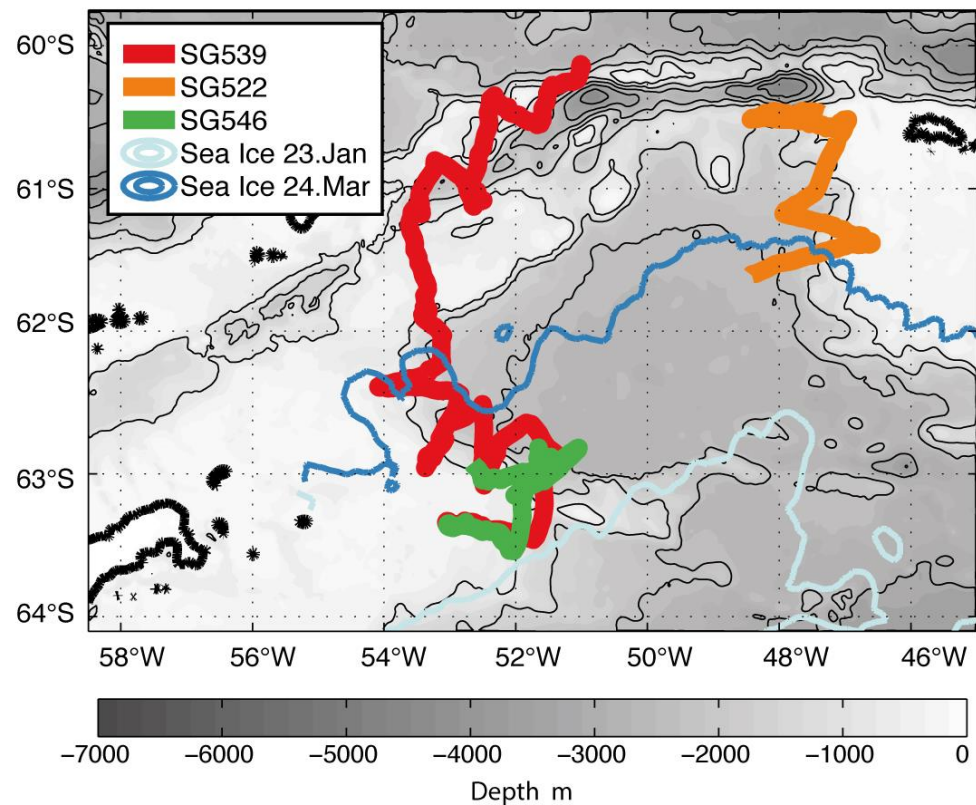 60°S
61°S
62°S
63°S
64°S
SG539
SG522
SG546
Sea Ice 23.Jan
Sea Ice 24.Mar
58°W 56°W 54°W 52°W 50°W 48°W 46°W
−7000 −6000 −5000 −4000 −3000 −2000 −1000 0
Depth m